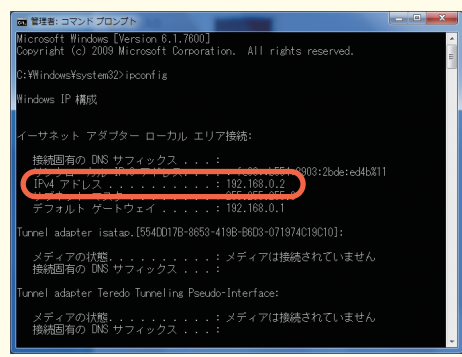 管理者: コマンド プロンプト
Microsoft Windows [Version 6.1.7600]
Copyright (c) 2009 Microsoft Corporation.  All rights reserved.
C:¥Windows¥system32>ipconfig
Windows IP 構成
イーサネット アダプター ローカル エリア接続:
接続固有の DNS サフィックス . . . :
IPv4 アドレス . . . . . . . . . . : 192.168.0.2
デフォルト ゲートウェイ . . . . . : 192.168.0.1
Tunnel adapter isatap.[554DD17B-8653-419B-B6D3-071974C19C10]:
メディアの状態. . . . . . . . . . : メディアは接続されていません
接続固有の DNS サフィックス . . . :
Tunnel adapter Teredo Tunneling Pseudo-Interface:
メディアの状態. . . . . . . . . . : メディアは接続されていません
接続固有の DNS サフィックス . . . :